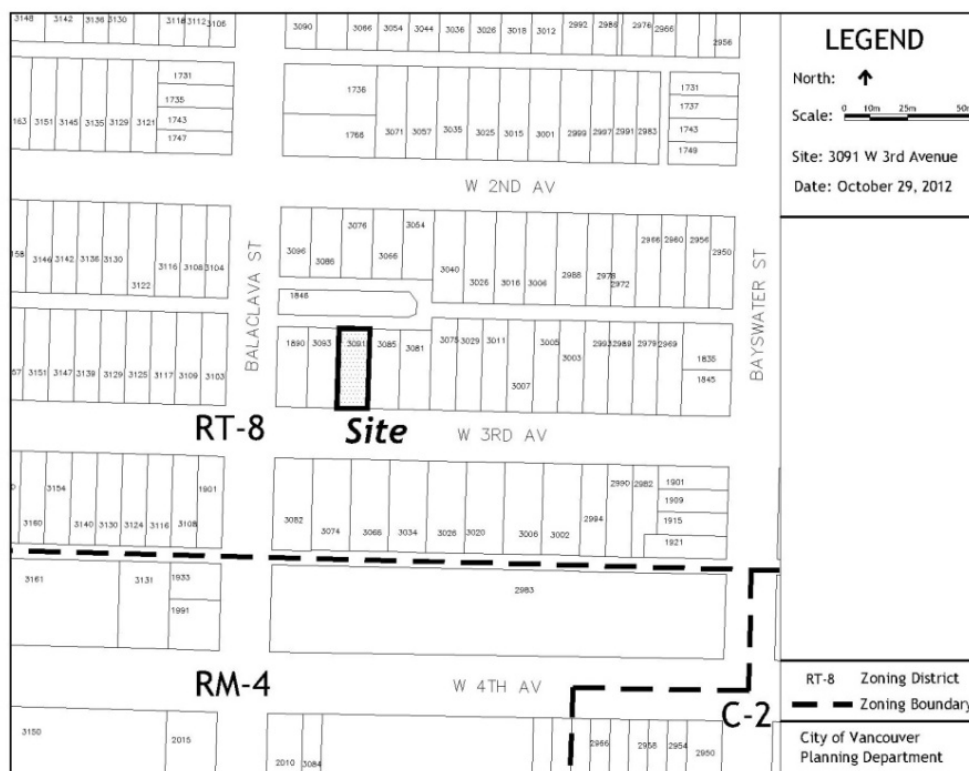 3148 3142 3136 3130 3118 3112 3106
3090 3066 3054 3044 3036 3026 3018 3012 2992 2986 2976 2966
2956
1731
1735
1743
1747
163 3151 3145 3135 3129 3121
1736
1766
3071 3057 3035 3025 3015 3001 2999 2997 2991 2983
1731
1737
1743
1749
W 2ND AV
158 3146 3142 3136 3130
3122
3116 3108 3104
BALACLAVA ST
3096 3086 3076 3066 3054
3040 3026 3016 3006 2988 2978 2972
2966 2960 2956 2950
BAYSWATER ST
1846
3151 3147 3139 3129 3125 3117 3109 3103
1890 3093 3091 3085 3081
3075 3029 3011
3007
3005 3003
2993 2989 2979 2969
1835
1845
RT-8
Site
W 3RD AV
3160 3154 3140 3130 3124 3116 3108
1901
3082 3074 3066 3034 3026 3020 3006 3002 2994
2990 2982
1901
1909
1915
1921
3161 3131
1933
1991
2983
RM-4
W 4TH AV
C-2
3150
2015
2010 3084
2966 2958 2954 2950
LEGEND
North:
Scale: 0 10m 25m 50m
Site: 3091 W 3rd Avenue
Date: October 29, 2012
RT-8 Zoning District
Zoning Boundary
City of Vancouver
Planning Department